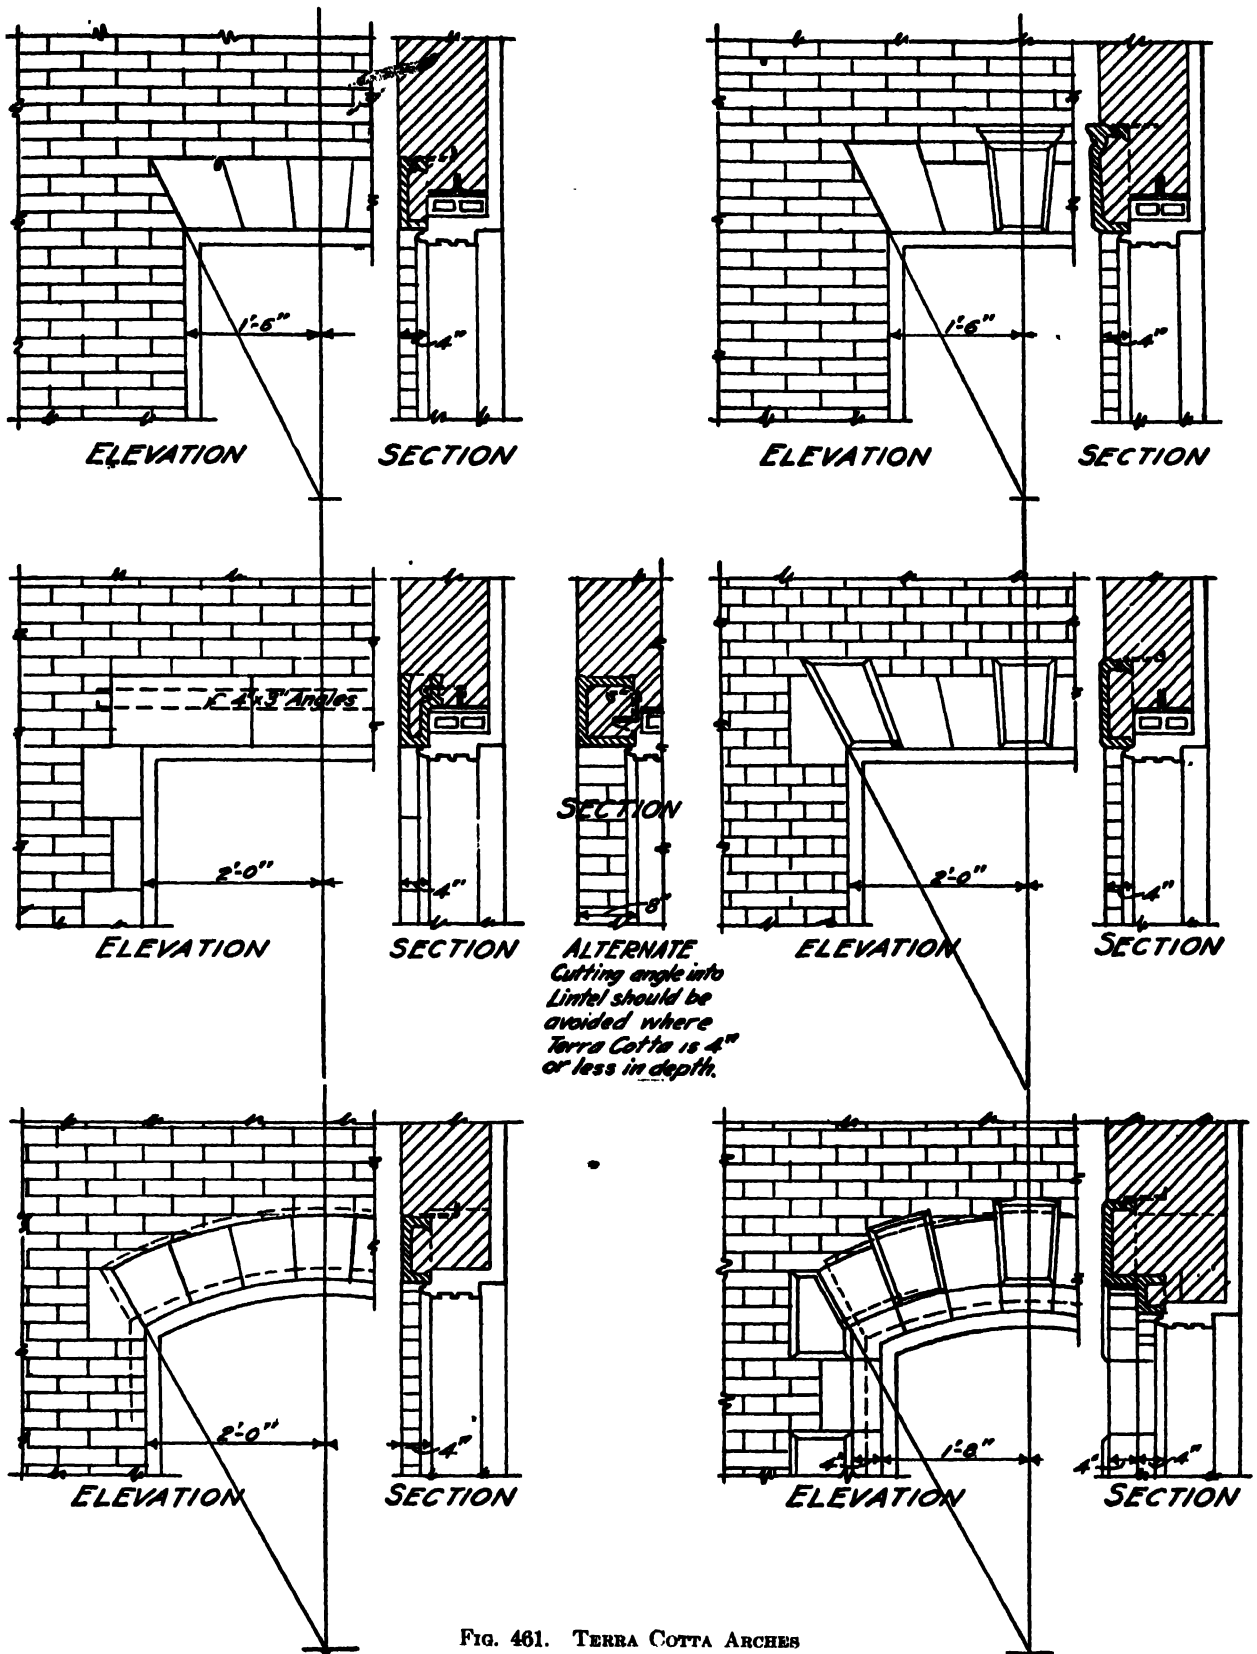 1'-6"
4"
1'-6"
4"
ELEVATION
SECTION
ELEVATION
SECTION
4" x 3" Angles
2'-0"
4"
SECTION
8"
2'-0"
4"
ELEVATION
SECTION
ALTERNATE
Cutting angle into
Lintel should be
avoided where
Terra Cotta is 4"
or less in depth.
ELEVATION
SECTION
2'-0"
4"
4"
1'-8"
4"
4"
ELEVATION
SECTION
ELEVATION
SECTION
FIG. 461. TERRA COTTA ARCHES